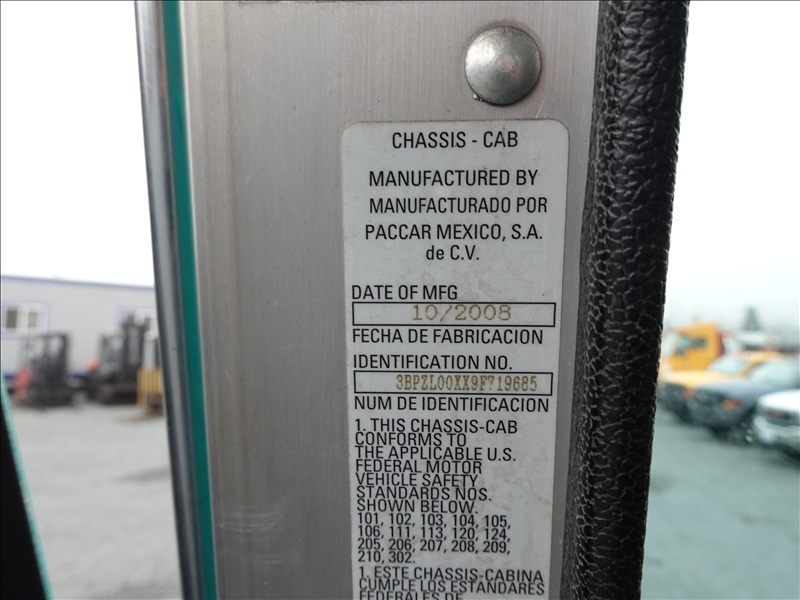 CHASSIS - CAB
MANUFACTURED BY
MANUFACTURADO POR
PACCAR MEXICO, S.A.
de C.V.
DATE OF MFG
10/2008
FECHA DE FABRICACION
IDENTIFICATION NO.
3BPZL00XX9F719685
NUM DE IDENTIFICACION
1. THIS CHASSIS-CAB
CONFORMS TO
THE APPLICABLE U.S.
FEDERAL MOTOR
VEHICLE SAFETY
STANDARDS NOS.
SHOWN BELOW.
101, 102, 103, 104, 105,
106, 111, 113, 120, 124,
205, 206, 207, 208, 209,
210, 302.
1. ESTE CHASSIS-CABINA
CUMPLE LOS ESTANDARES
FEDERALES DE